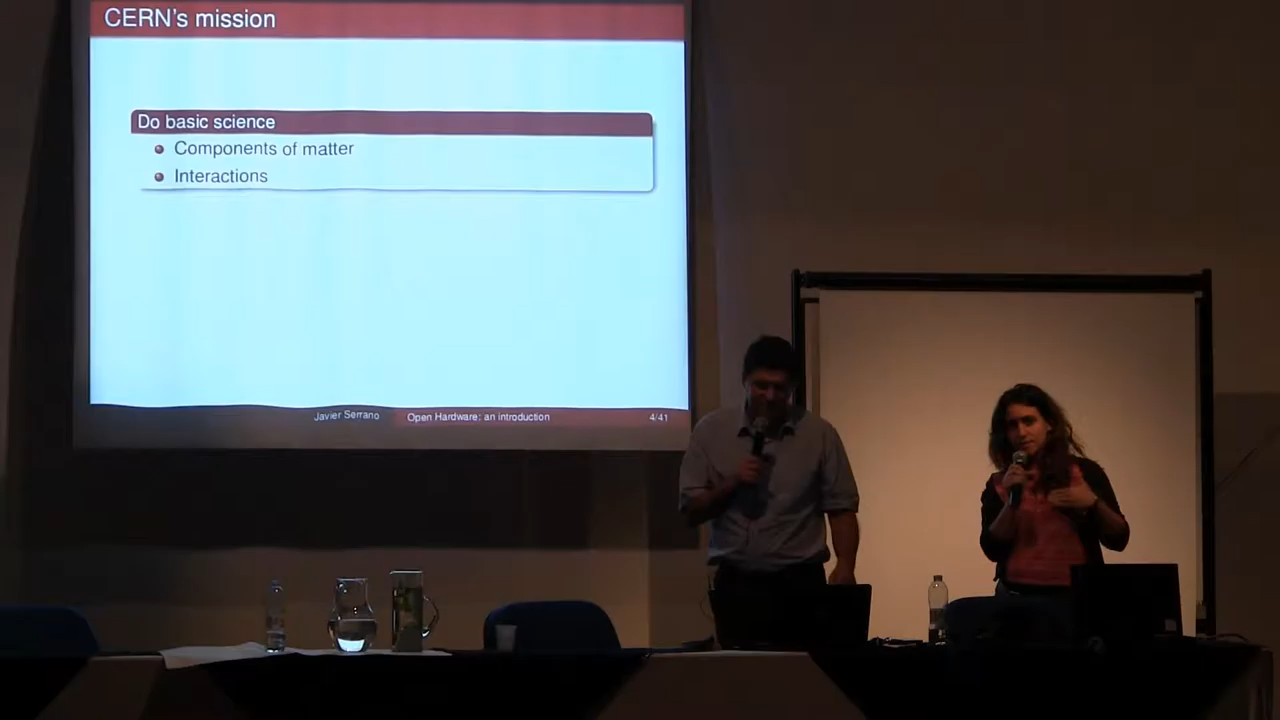 CERN's mission
Do basic science
Components of matter
Interactions
Javier Serrano Open Hardware: an introduction 4/41